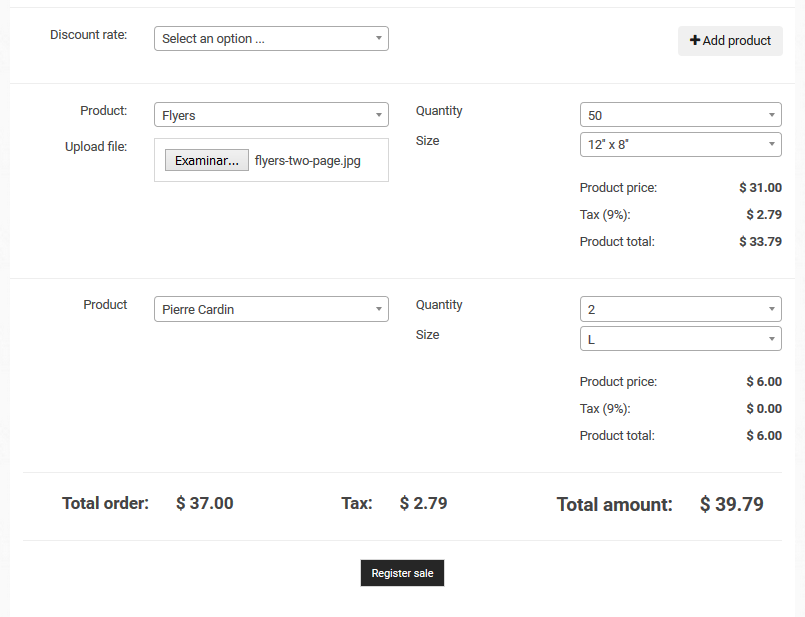 Discount rate: Select an option ... Add product
Product: Flyers Quantity 50
Upload file: Examinar... flyers-two-page.jpg Size 12" x 8"
Product price: $ 31.00
Tax (9%): $ 2.79
Product total: $ 33.79
Product Pierre Cardin Quantity 2
Size L
Product price: $ 6.00
Tax (9%): $ 0.00
Product total: $ 6.00
Total order: $ 37.00 Tax: $ 2.79 Total amount: $ 39.79
Register sale